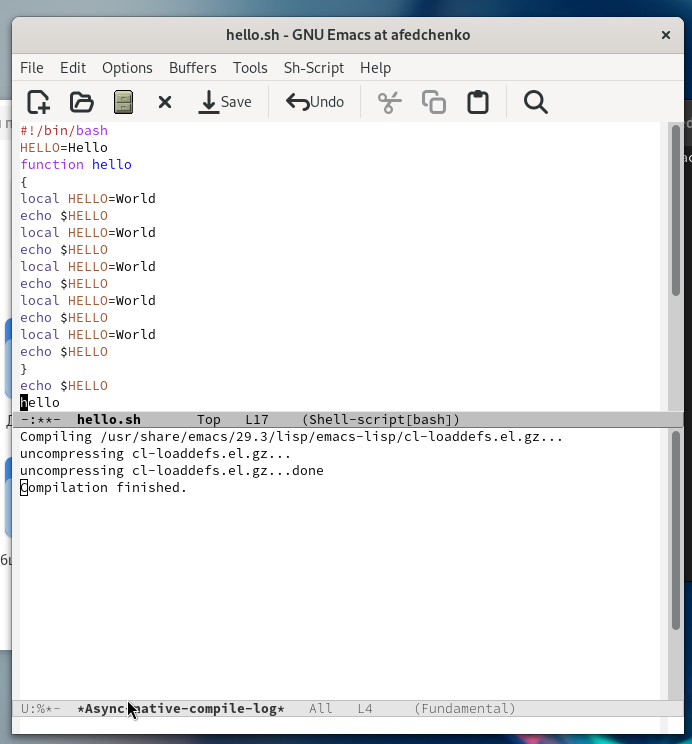 hello.sh - GNU Emacs at afedchenko ×
File Edit Options Buffers Tools Sh-Script Help
Save Undo
#!/bin/bash
HELLO=Hello
function hello
{
local HELLO=World
echo $HELLO
local HELLO=World
echo $HELLO
local HELLO=World
echo $HELLO
local HELLO=World
echo $HELLO
local HELLO=World
echo $HELLO
}
echo $HELLO
hello
-:**- hello.sh Top L17 (Shell-script[bash])
Compiling /usr/share/emacs/29.3/lisp/emacs-lisp/cl-loaddefs.el.gz...
uncompressing cl-loaddefs.el.gz...
uncompressing cl-loaddefs.el.gz...done
Compilation finished.
U:%*- *Async-native-compile-log* All L4 (Fundamental)